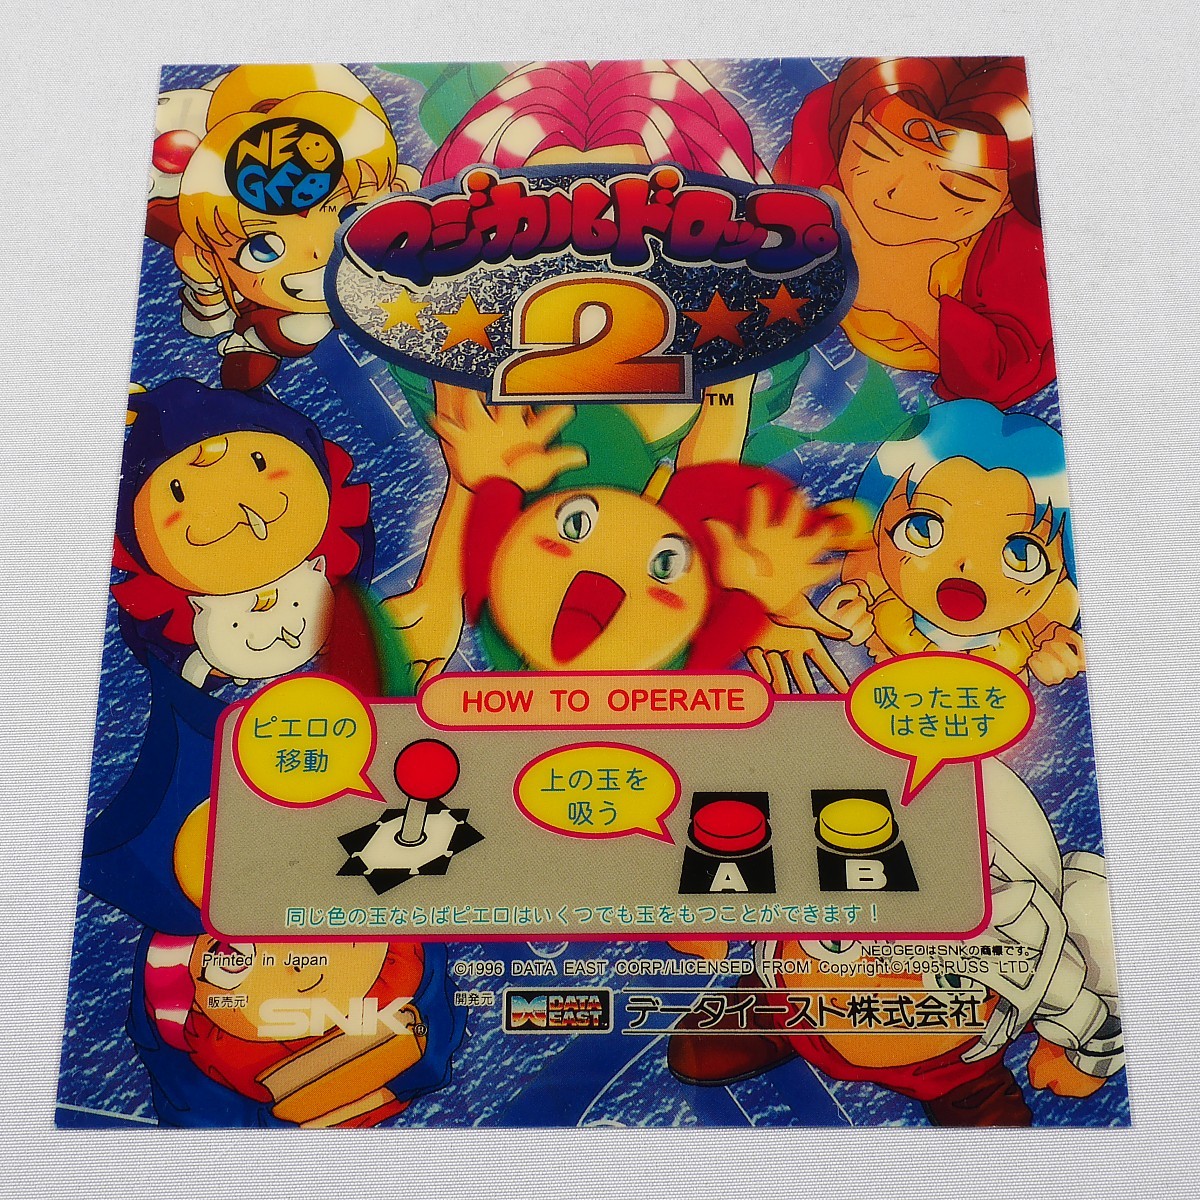 NEO
GEO
TM
マジカルドロップ
2
TM
HOW TO OPERATE
ピエロの
移動
上の玉を
吸う
吸った玉を
はき出す
A
B
同じ色の玉ならばピエロはいくつでも玉をもつことができます！
NEOGEOはSNKの商標です。
Printed in Japan
©1996 DATA EAST CORP/LICENSED FROM Copyright©1995 RUSS LTD.
販売元
SNK®
開発元
DATA
EAST.
データイースト株式会社